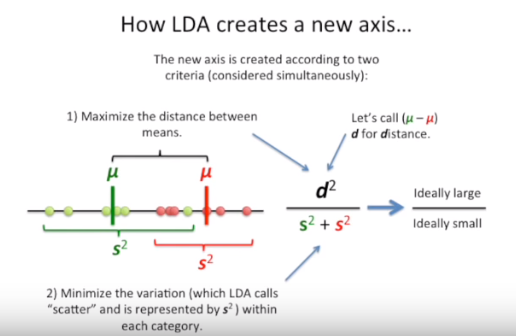 How LDA creates a new axis...
The new axis is created according to two
criteria (considered simultaneously):
1) Maximize the distance between
means.
Let's call (μ – μ)
d for distance.
μ μ
d²
s² + s²
Ideally large
Ideally small
s²
s²
2) Minimize the variation (which LDA calls
"scatter" and is represented by s²) within
each category.